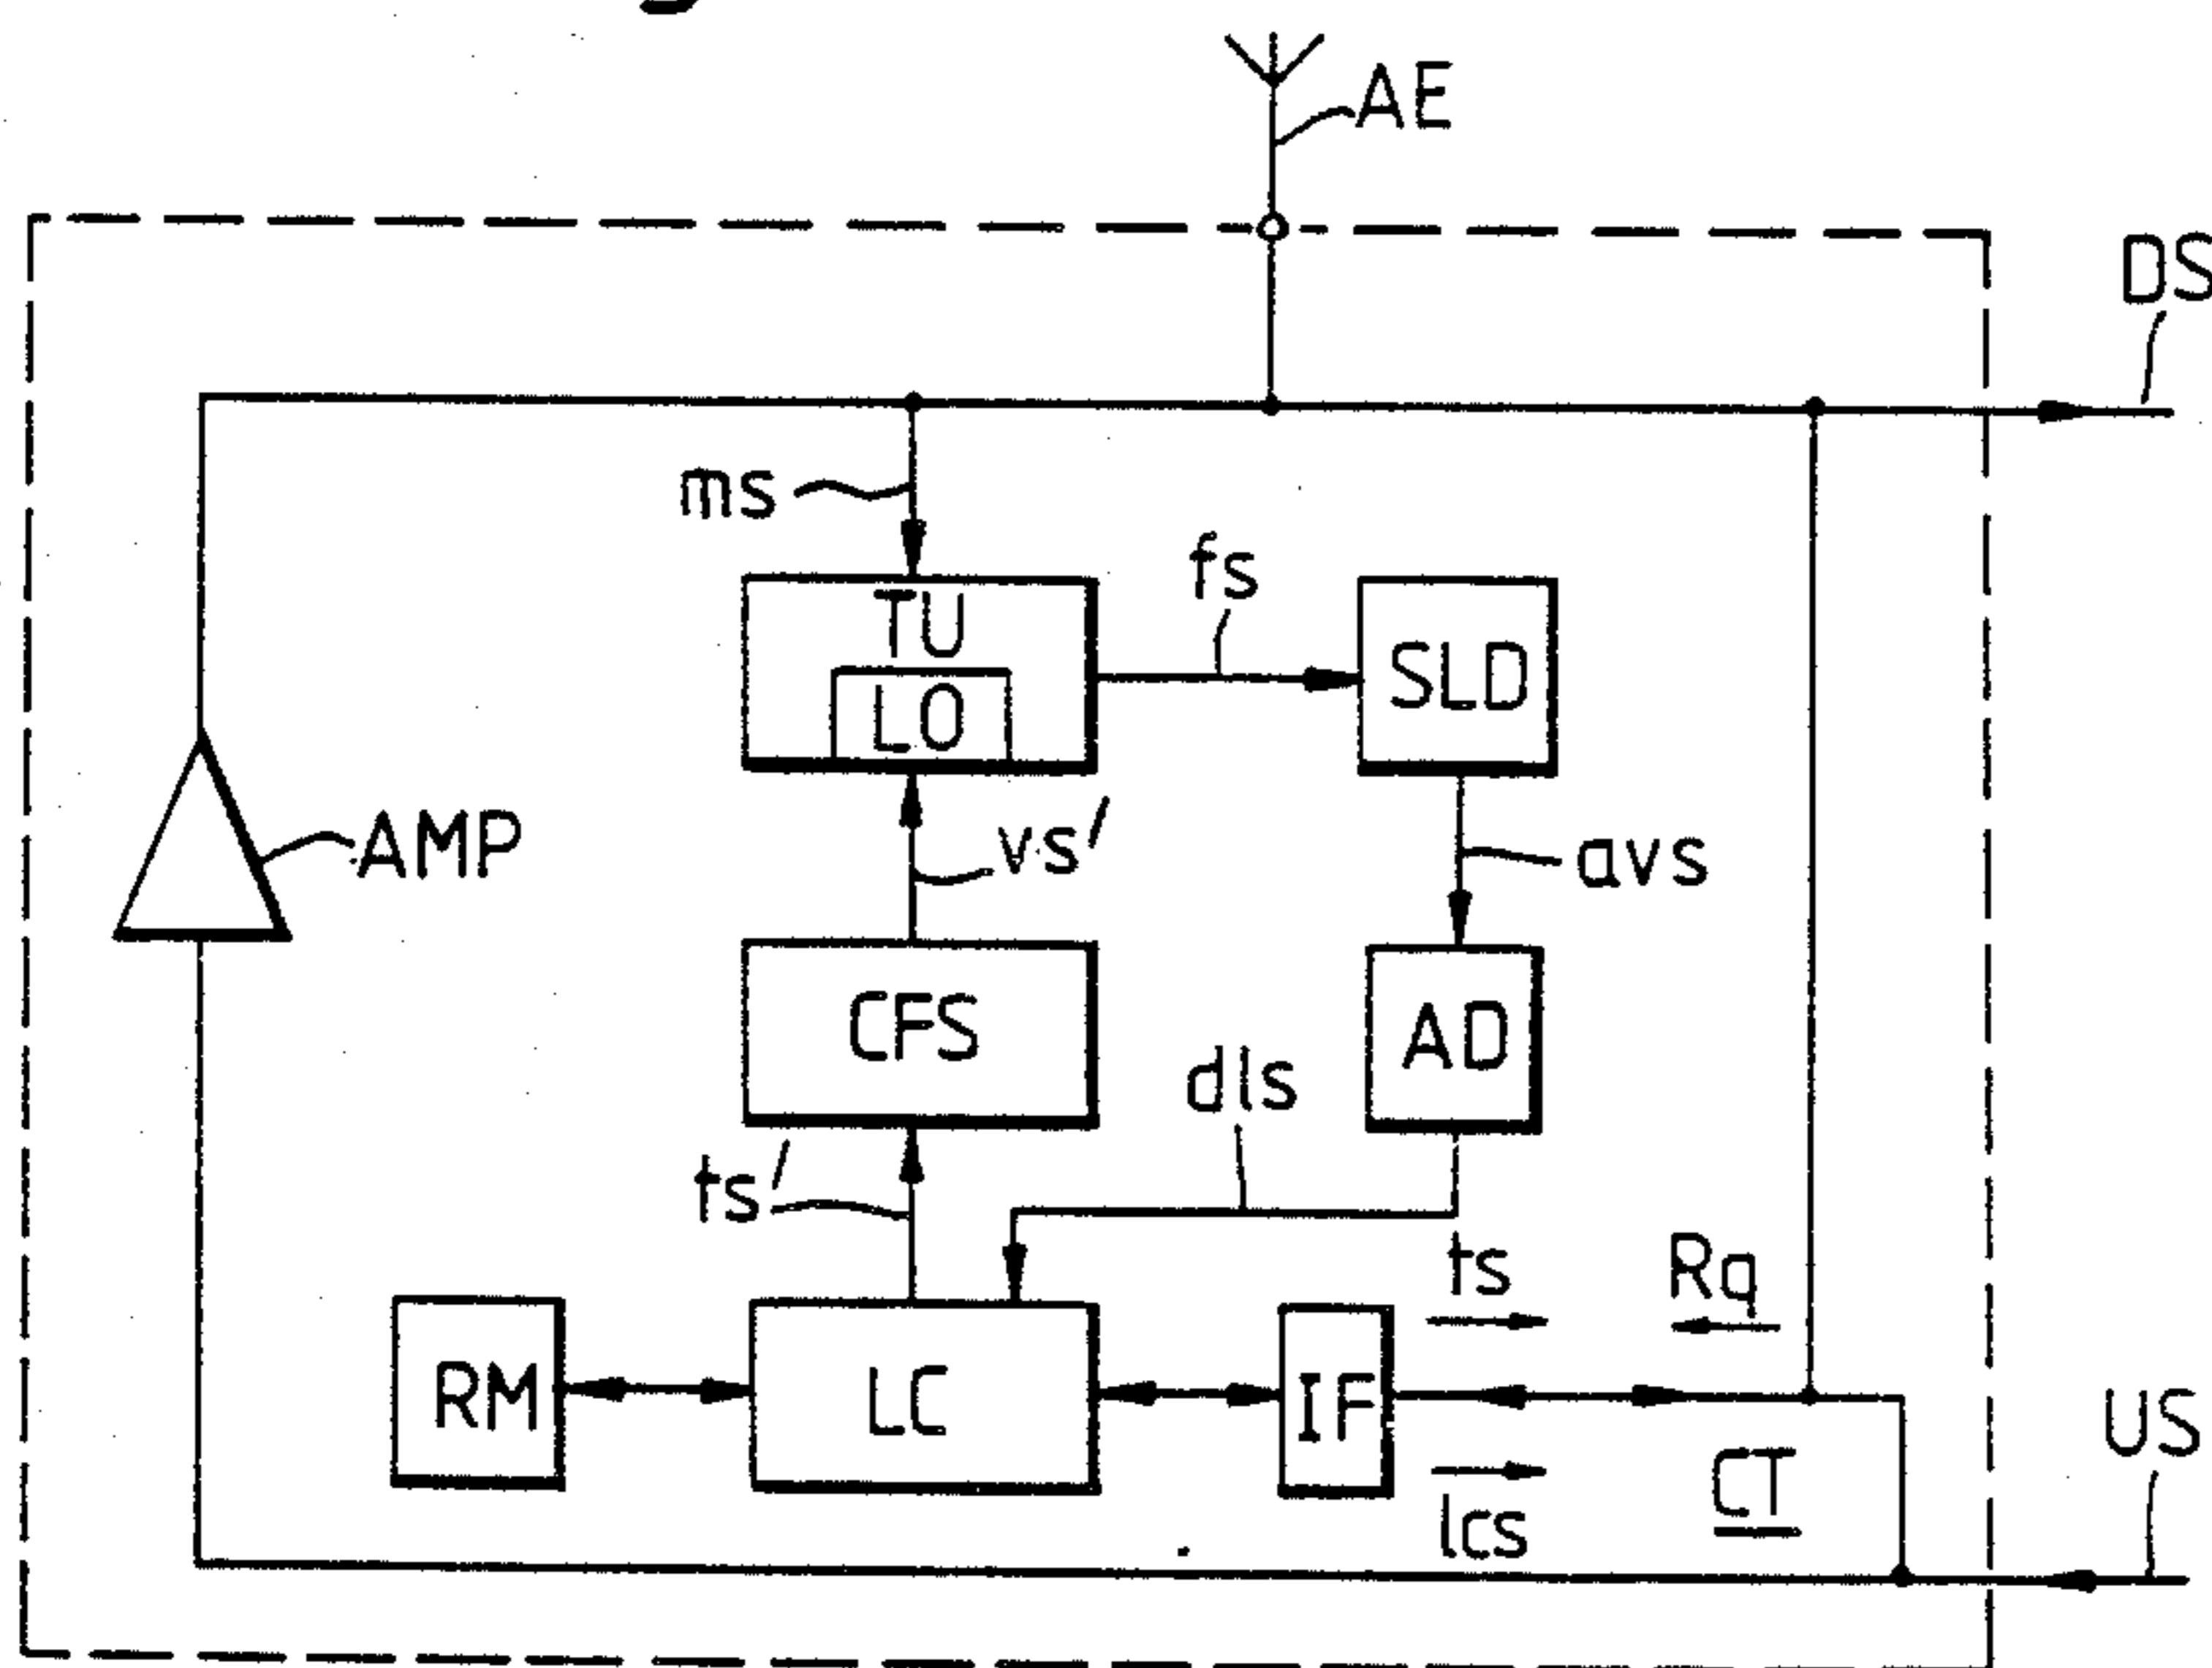 AE
DS
ms
TU
fs
LO
SLD
AMP
vs'
avs
CFS
AD
dls
ts'
ts
Rq
RM
LC
IF
US
CT
lcs